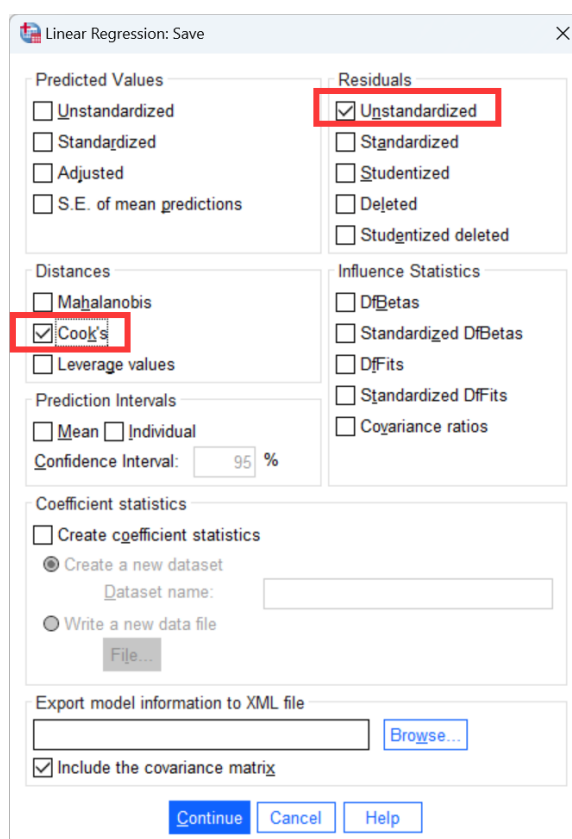 Linear Regression: Save
Predicted Values
Unstandardized
Standardized
Adjusted
S.E. of mean predictions
Residuals
Unstandardized
Standardized
Studentized
Deleted
Studentized deleted
Distances
Mahalanobis
Cook's
Leverage values
Influence Statistics
DfBetas
Standardized DfBetas
DfFits
Standardized DfFits
Covariance ratios
Prediction Intervals
Mean Individual
Confidence Interval: 95 %
Coefficient statistics
Create coefficient statistics
Create a new dataset
Dataset name:
Write a new data file
File...
Export model information to XML file
Browse...
Include the covariance matrix
Continue Cancel Help